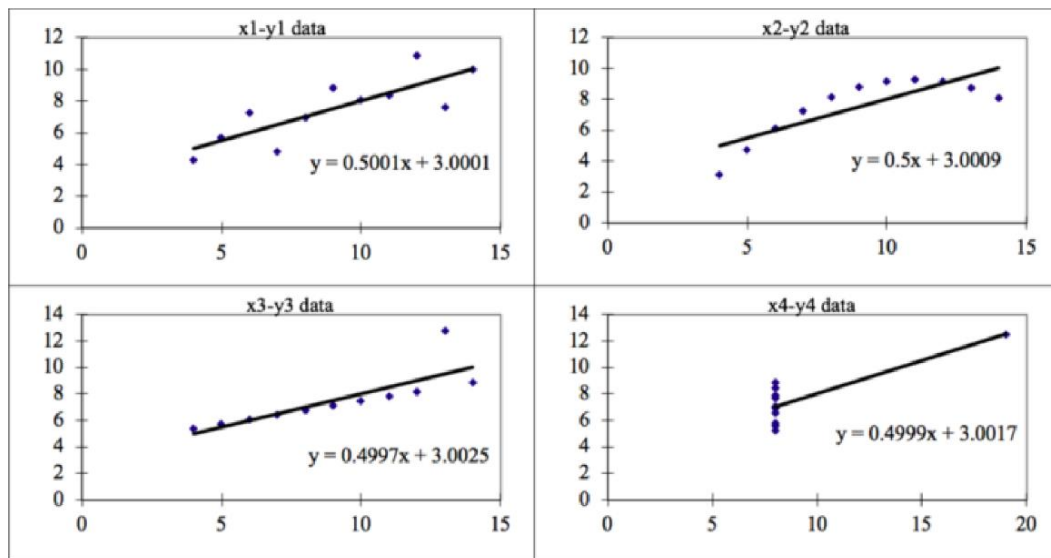 x1-y1 data
12
10
8
6
4
2
0
y = 0.5001x + 3.0001
0 5 10 15
x2-y2 data
12
10
8
6
4
2
0
y = 0.5x + 3.0009
0 5 10 15
x3-y3 data
14
12
10
8
6
4
2
0
y = 0.4997x + 3.0025
0 5 10 15
x4-y4 data
14
12
10
8
6
4
2
0
y = 0.4999x + 3.0017
0 5 10 15 20